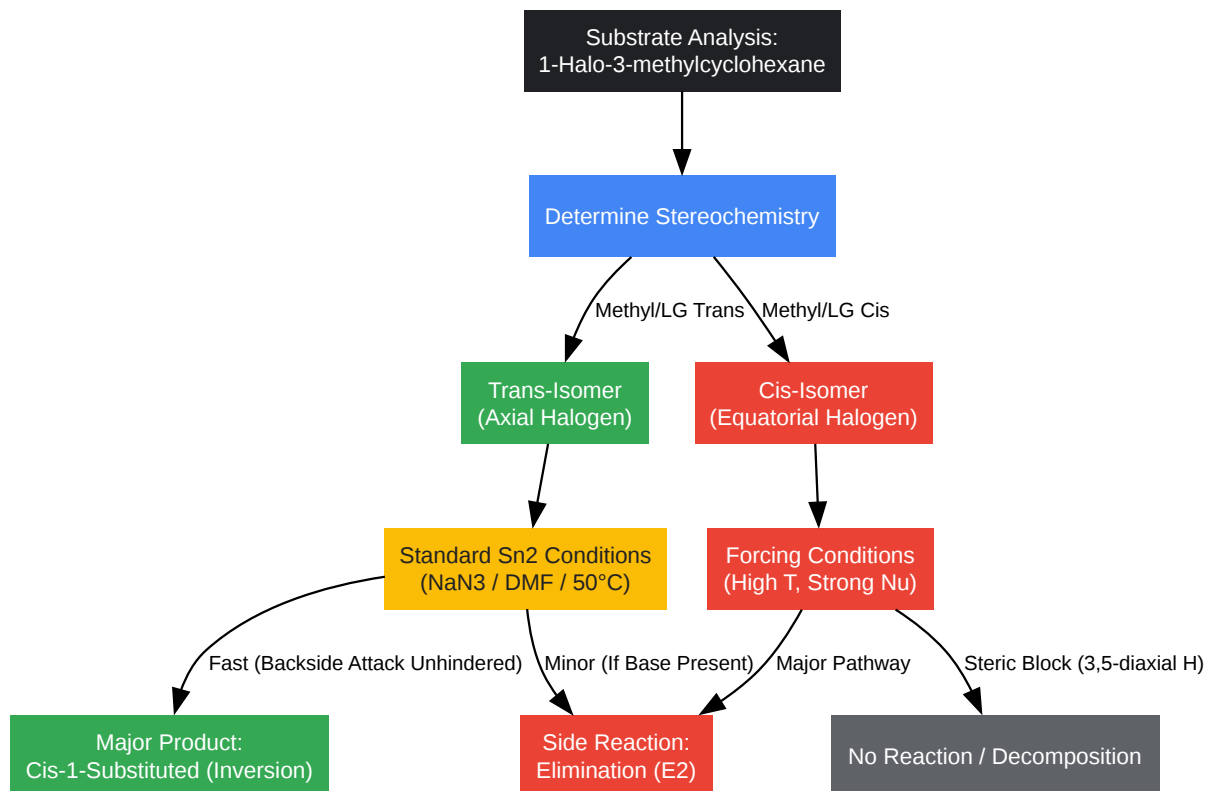 Substrate Analysis:
1-Halo-3-methylcyclohexane
Determine Stereochemistry
Methyl/LG Trans
Methyl/LG Cis
Trans-Isomer
(Axial Halogen)
Cis-Isomer
(Equatorial Halogen)
Standard Sn2 Conditions
(NaN3 / DMF / 50°C)
Forcing Conditions
(High T, Strong Nu)
Fast (Backside Attack Unhindered)
Minor (If Base Present)
Major Pathway
Steric Block (3,5-diaxial H)
Major Product:
Cis-1-Substituted (Inversion)
Side Reaction:
Elimination (E2)
No Reaction / Decomposition